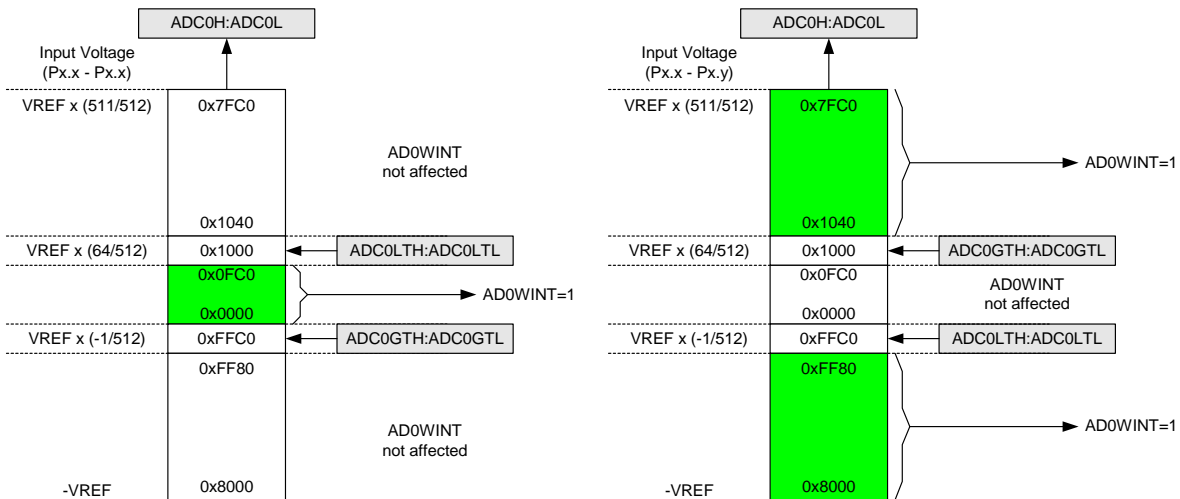 ADC0H:ADC0L
Input Voltage
(Px.x - Px.x)
VREF x (511/512)
0x7FC0
AD0WINT
not affected
0x1040
VREF x (64/512)
0x1000
ADC0LTH:ADC0LTL
0x0FC0
AD0WINT=1
0x0000
VREF x (-1/512)
0xFFC0
ADC0GTH:ADC0GTL
0xFF80
AD0WINT
not affected
-VREF
0x8000
ADC0H:ADC0L
Input Voltage
(Px.x - Px.y)
VREF x (511/512)
0x7FC0
AD0WINT=1
0x1040
VREF x (64/512)
0x1000
ADC0GTH:ADC0GTL
0x0FC0
AD0WINT
not affected
0x0000
VREF x (-1/512)
0xFFC0
ADC0LTH:ADC0LTL
0xFF80
AD0WINT=1
-VREF
0x8000